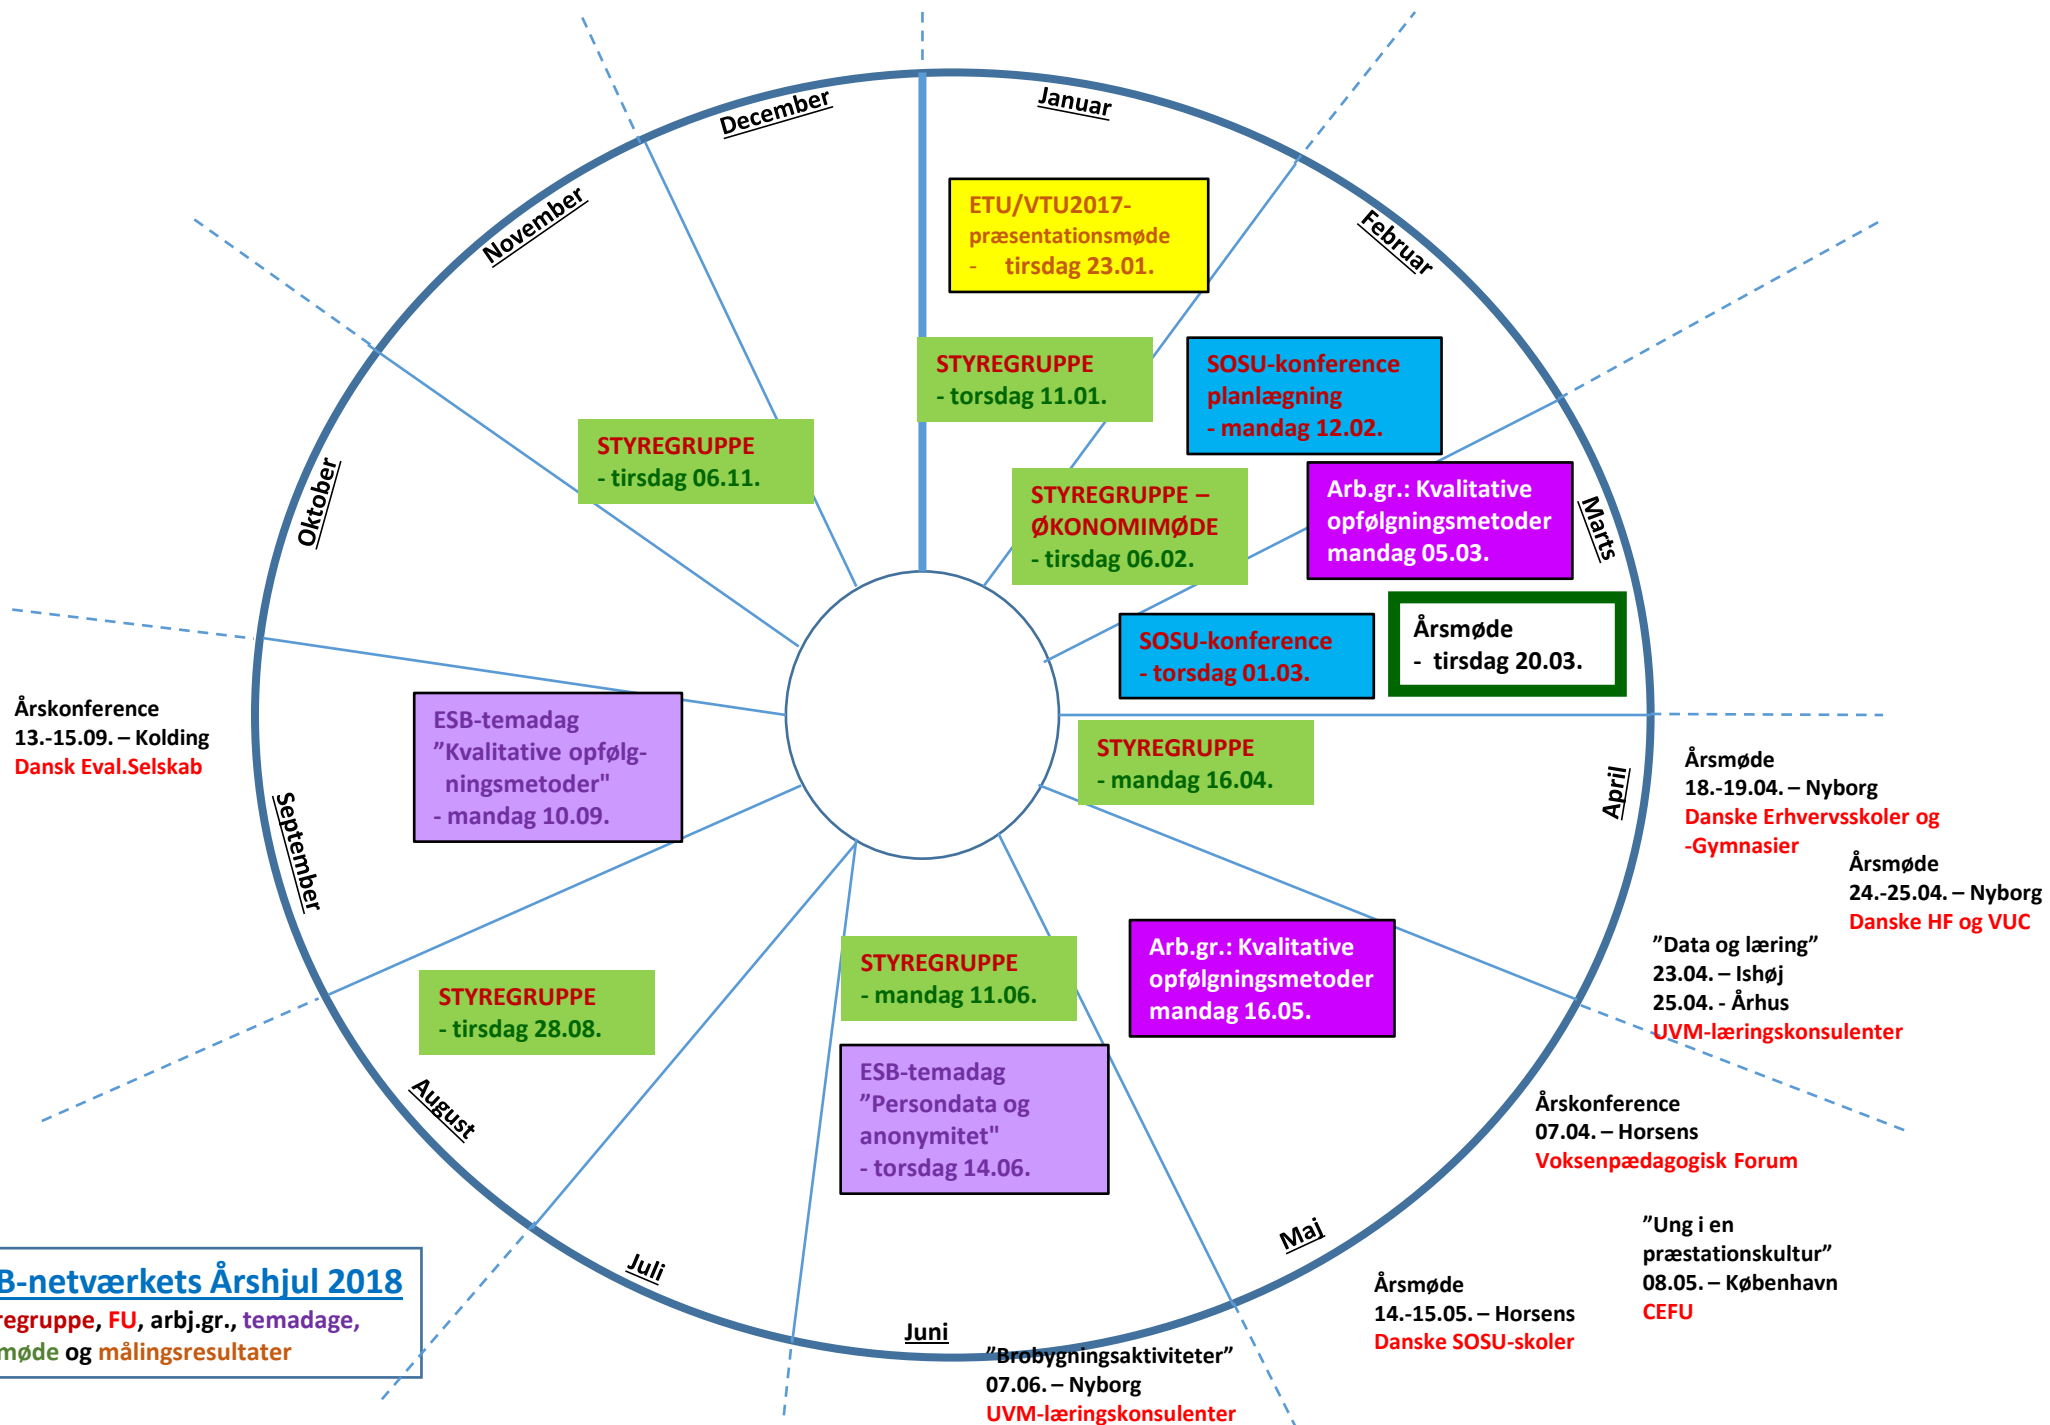 December
Januar
November
Februar
Oktober
Marts
September
April
August
Maj
Juli
Juni
ETU/VTU2017-
præsentationsmøde
- tirsdag 23.01.
STYREGRUPPE
- torsdag 11.01.
SOSU-konference
planlægning
- mandag 12.02.
STYREGRUPPE
- tirsdag 06.11.
STYREGRUPPE –
ØKONOMIMØDE
- tirsdag 06.02.
Arb.gr.: Kvalitative
opfølgningsmetoder
mandag 05.03.
SOSU-konference
- torsdag 01.03.
Årsmøde
- tirsdag 20.03.
Årskonference
13.-15.09. – Kolding
Dansk Eval.Selskab
ESB-temadag
”Kvalitative opfølg-
ningsmetoder"
- mandag 10.09.
STYREGRUPPE
- mandag 16.04.
Årsmøde
18.-19.04. – Nyborg
Danske Erhvervsskoler og
-Gymnasier
Årsmøde
24.-25.04. – Nyborg
Danske HF og VUC
”Data og læring”
23.04. – Ishøj
25.04. - Århus
UVM-læringskonsulenter
STYREGRUPPE
- tirsdag 28.08.
STYREGRUPPE
- mandag 11.06.
Arb.gr.: Kvalitative
opfølgningsmetoder
mandag 16.05.
ESB-temadag
”Persondata og
anonymitet"
- torsdag 14.06.
Årskonference
07.04. – Horsens
Voksenpædagogisk Forum
”Ung i en
præstationskultur”
08.05. – København
CEFU
Årsmøde
14.-15.05. – Horsens
Danske SOSU-skoler
”Brobygningsaktiviteter”
07.06. – Nyborg
UVM-læringskonsulenter
B-netværkets Årshjul 2018
regruppe, FU, arbj.gr., temadage,
møde og målingsresultater